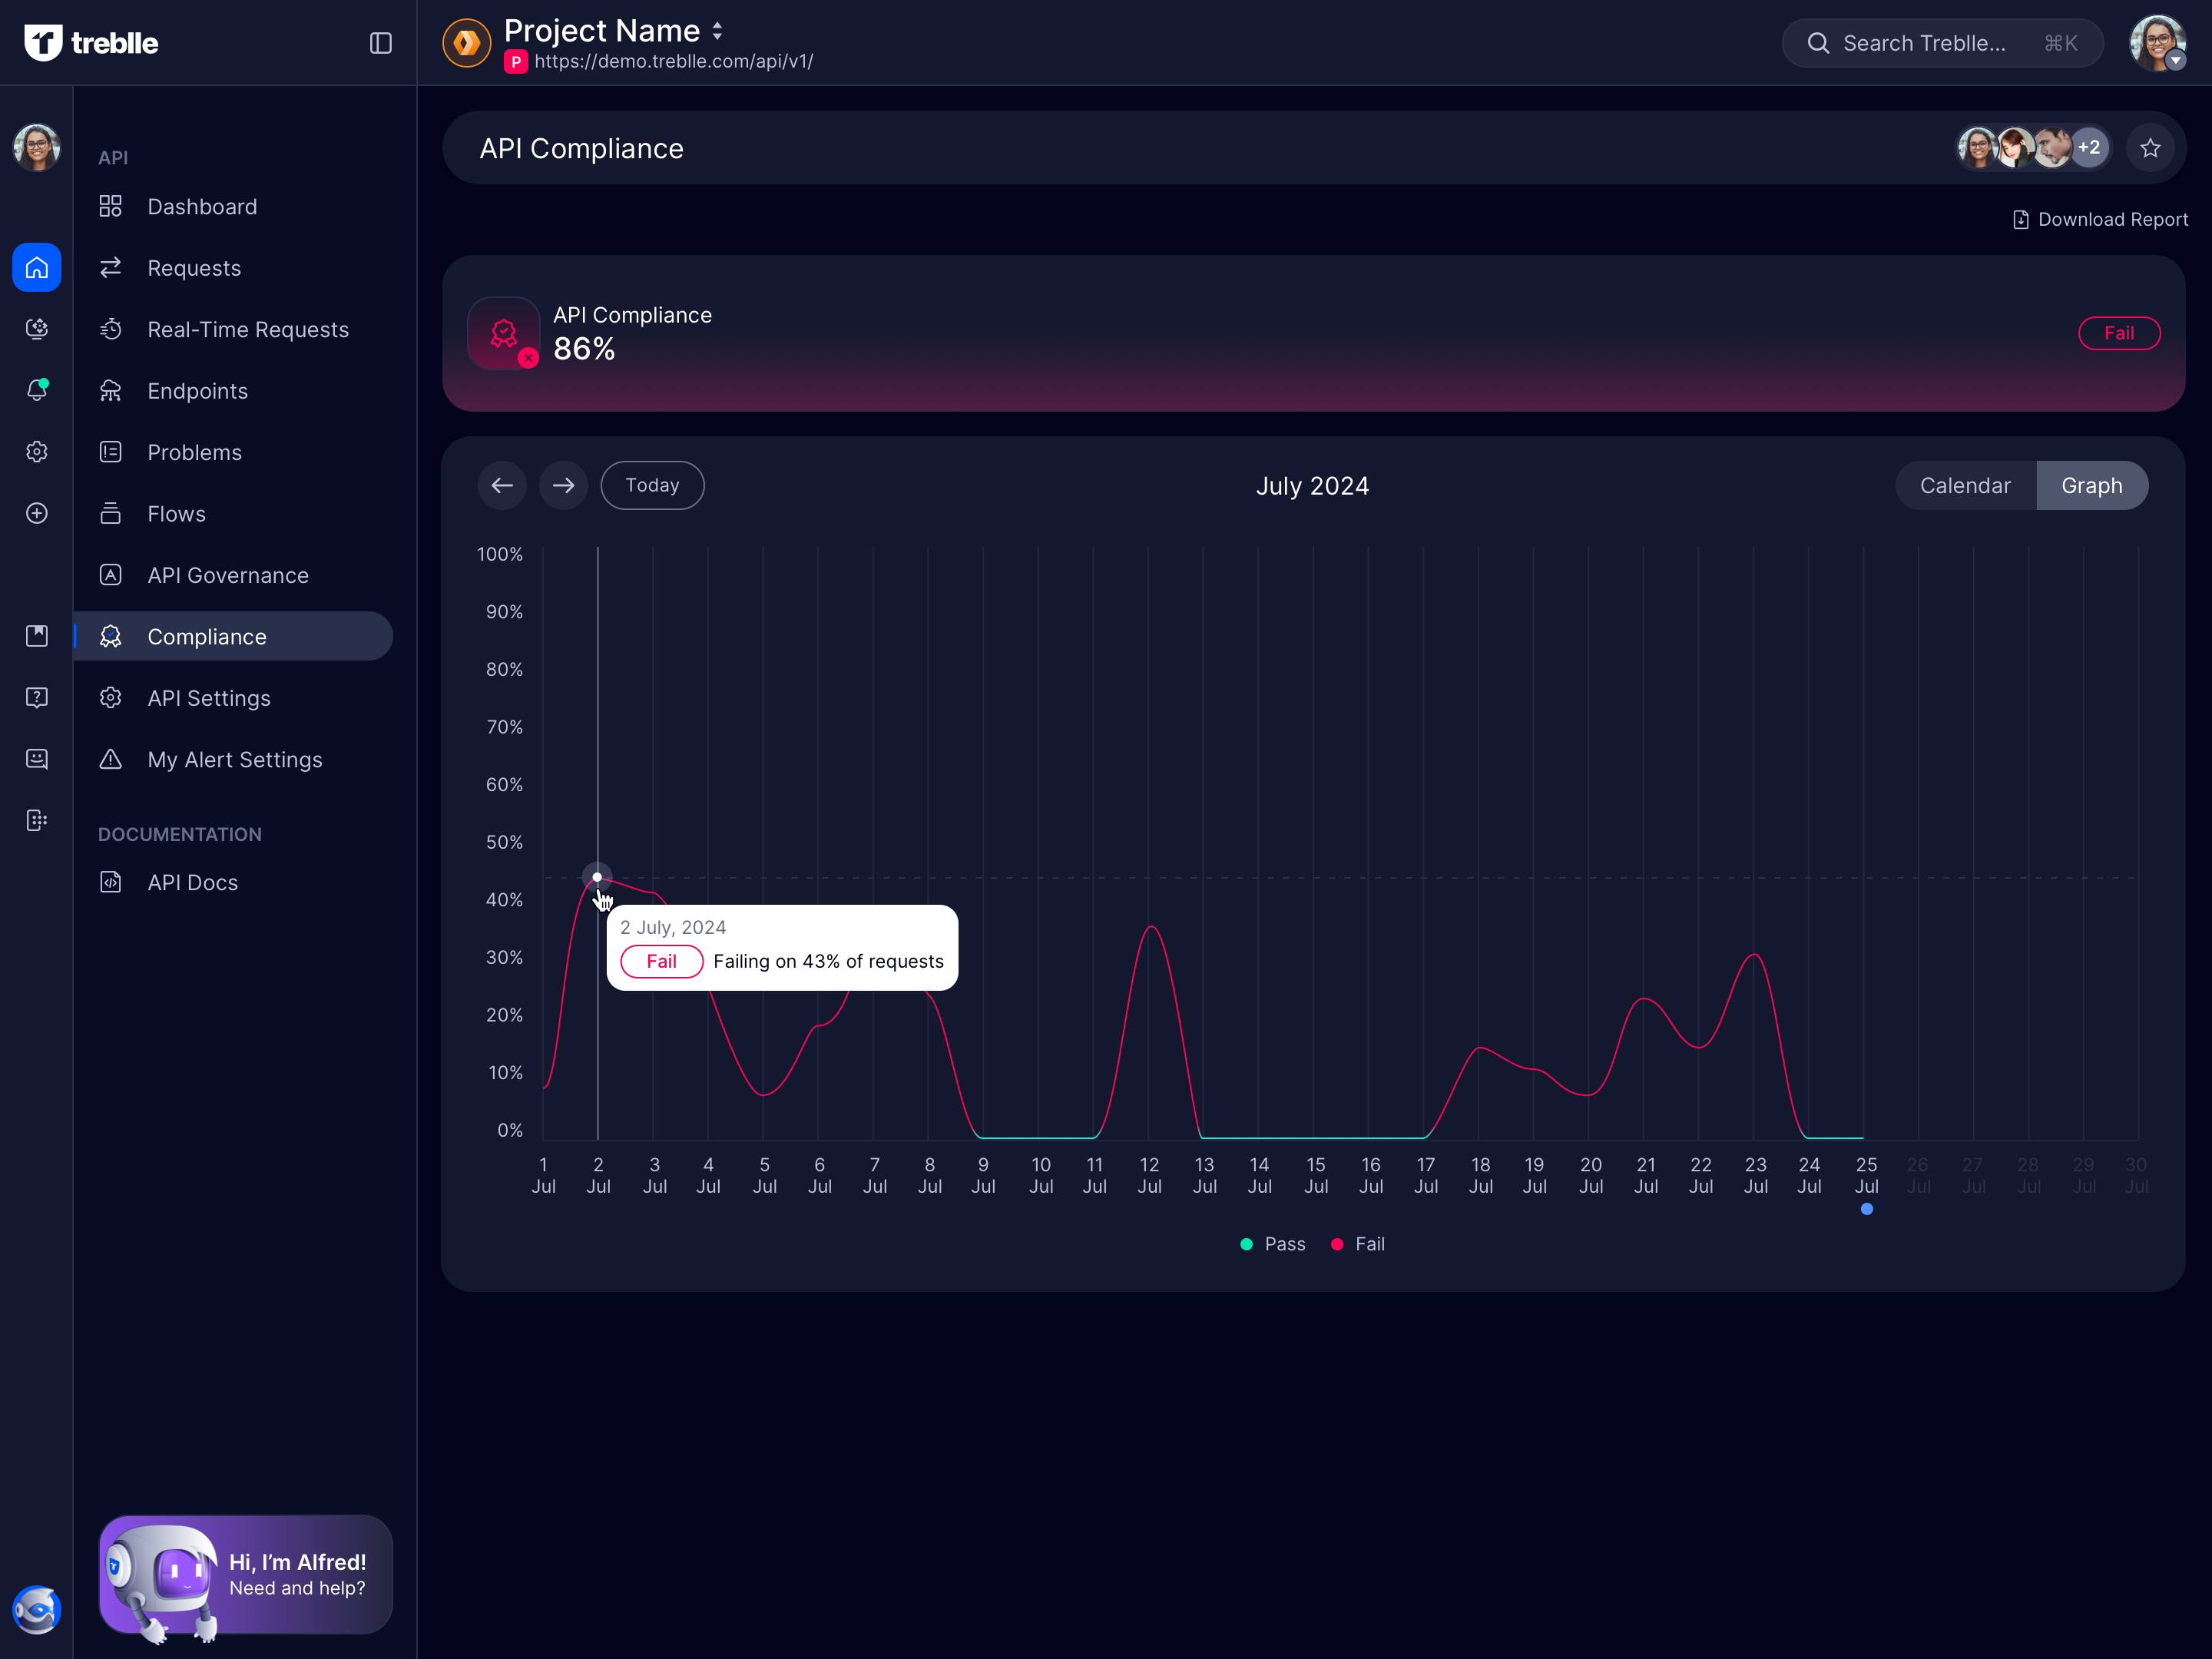 treblle
Project Name
P https://demo.treblle.com/api/v1/
Search Treblle... ⌘K
API
Dashboard
Requests
Real-Time Requests
Endpoints
Problems
Flows
API Governance
Compliance
API Settings
My Alert Settings
DOCUMENTATION
API Docs
Hi, I'm Alfred!
Need and help?
API Compliance
+2
Download Report
API Compliance
86%
Fail
Today
July 2024
Calendar
Graph
100%
90%
80%
70%
60%
50%
40%
30%
20%
10%
0%
2 July, 2024
Fail Failing on 43% of requests
1 2 3 4 5 6 7 8 9 10 11 12 13 14 15 16 17 18 19 20 21 22 23 24 25 26 27 28 29 30
Jul Jul Jul Jul Jul Jul Jul Jul Jul Jul Jul Jul Jul Jul Jul Jul Jul Jul Jul Jul Jul Jul Jul Jul Jul Jul Jul Jul Jul Jul
Pass Fail